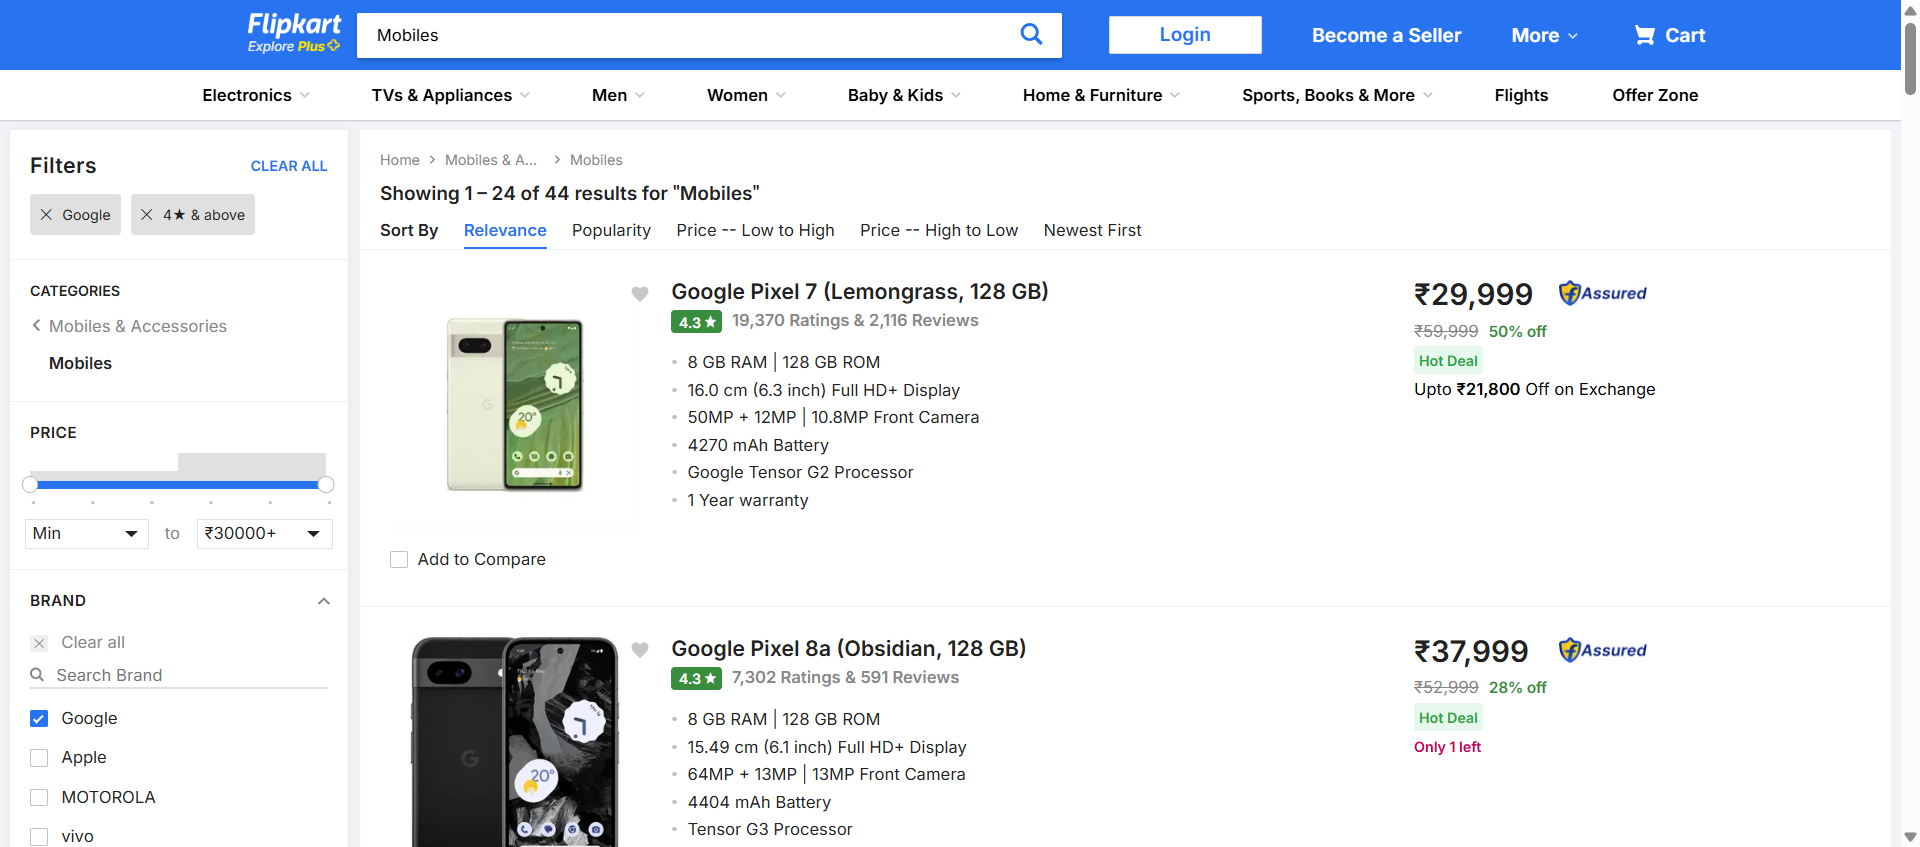 Flipkart
Explore Plus
Mobiles
Login
Become a Seller
More
Cart
Electronics
TVs & Appliances
Men
Women
Baby & Kids
Home & Furniture
Sports, Books & More
Flights
Offer Zone
Filters
CLEAR ALL
Google
4★ & above
CATEGORIES
Mobiles & Accessories
Mobiles
PRICE
Min
to
₹30000+
BRAND
Clear all
Search Brand
Google
Apple
MOTOROLA
vivo
Home
Mobiles & A...
Mobiles
Showing 1 – 24 of 44 results for "Mobiles"
Sort By
Relevance
Popularity
Price -- Low to High
Price -- High to Low
Newest First
Google Pixel 7 (Lemongrass, 128 GB)
4.3★
19,370 Ratings & 2,116 Reviews
8 GB RAM | 128 GB ROM
16.0 cm (6.3 inch) Full HD+ Display
50MP + 12MP | 10.8MP Front Camera
4270 mAh Battery
Google Tensor G2 Processor
1 Year warranty
₹29,999
Assured
₹59,999
50% off
Hot Deal
Upto ₹21,800 Off on Exchange
20°
Add to Compare
Google Pixel 8a (Obsidian, 128 GB)
4.3★
7,302 Ratings & 591 Reviews
8 GB RAM | 128 GB ROM
15.49 cm (6.1 inch) Full HD+ Display
64MP + 13MP | 13MP Front Camera
4404 mAh Battery
Tensor G3 Processor
₹37,999
Assured
₹52,999
28% off
Hot Deal
Only 1 left
20°